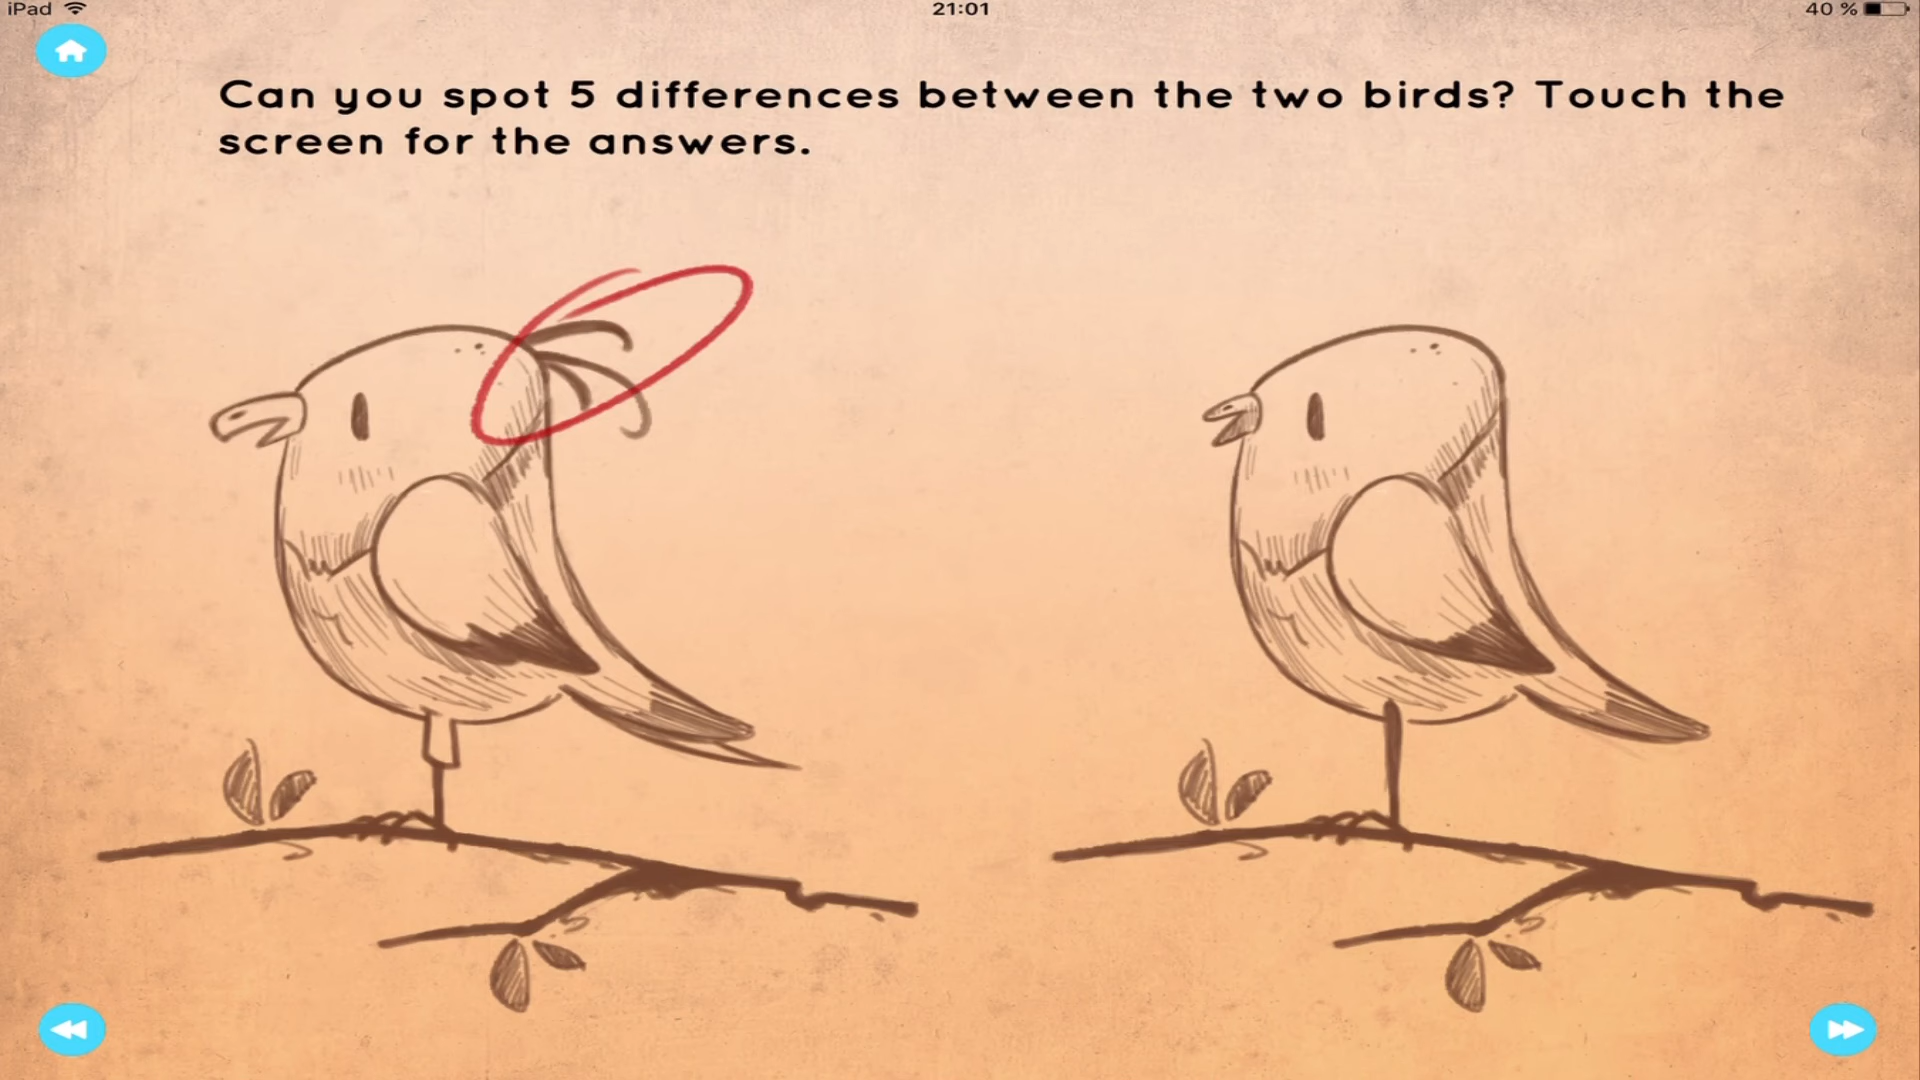 iPad 21:01 40 %
Can you spot 5 differences between the two birds? Touch the
screen for the answers.